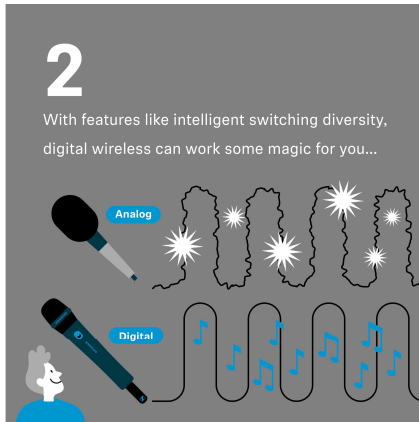 2
With features like intelligent switching diversity,
digital wireless can work some magic for you...
Analog
Digital